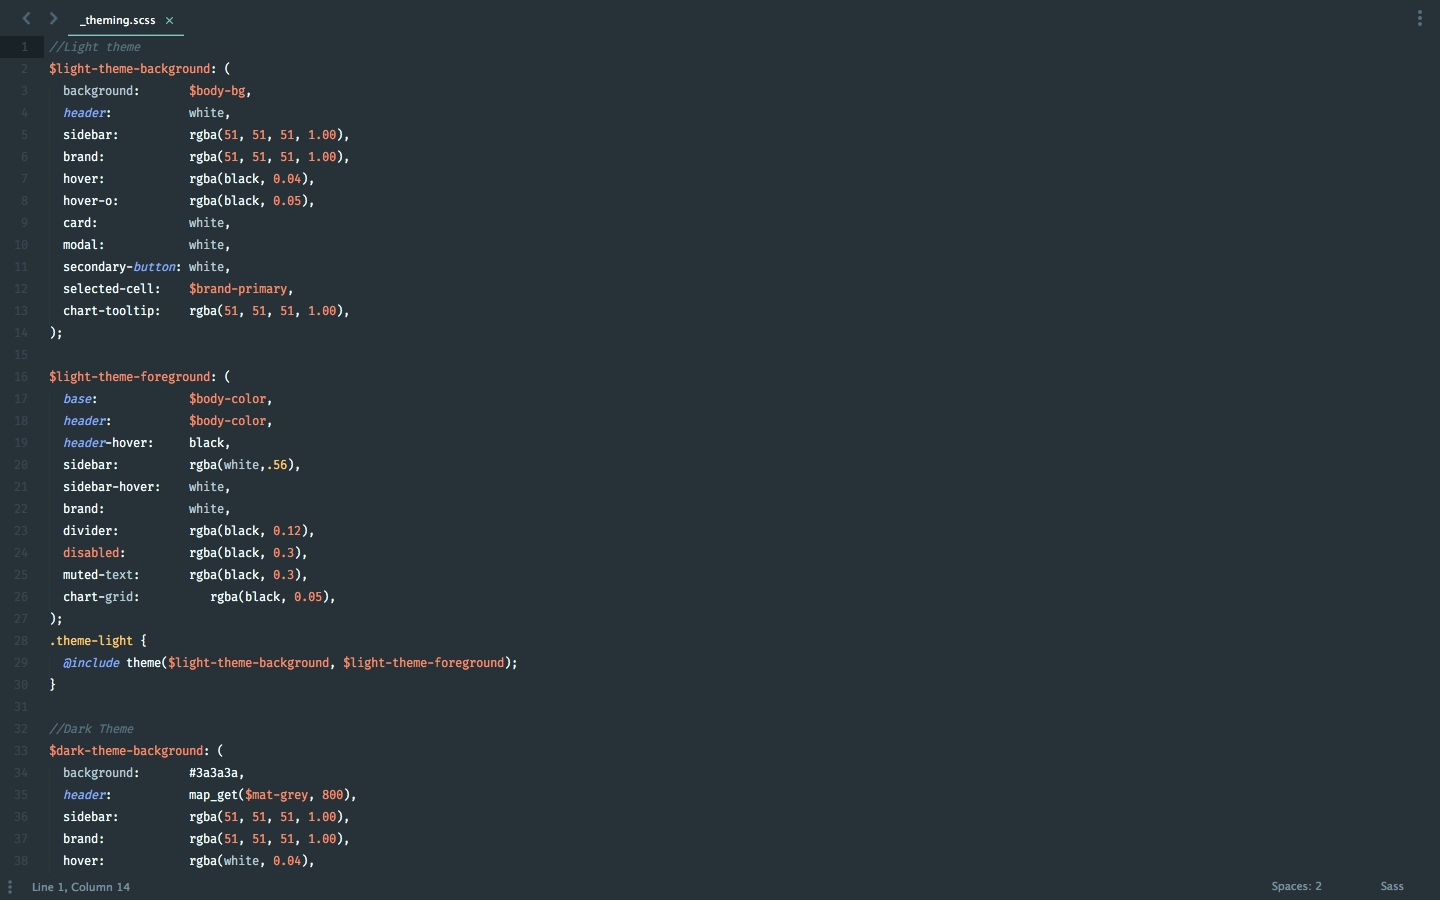 _theming.scss ×
1 //Light theme
2 $light-theme-background: (
3   background:       $body-bg,
4   header:           white,
5   sidebar:          rgba(51, 51, 51, 1.00),
6   brand:            rgba(51, 51, 51, 1.00),
7   hover:            rgba(black, 0.04),
8   hover-o:          rgba(black, 0.05),
9   card:             white,
10   modal:            white,
11   secondary-button: white,
12   selected-cell:    $brand-primary,
13   chart-tooltip:    rgba(51, 51, 51, 1.00),
14 );
15
16 $light-theme-foreground: (
17   base:             $body-color,
18   header:           $body-color,
19   header-hover:     black,
20   sidebar:          rgba(white,.56),
21   sidebar-hover:    white,
22   brand:            white,
23   divider:          rgba(black, 0.12),
24   disabled:         rgba(black, 0.3),
25   muted-text:       rgba(black, 0.3),
26   chart-grid:          rgba(black, 0.05),
27 );
28 .theme-light {
29   @include theme($light-theme-background, $light-theme-foreground);
30 }
31
32 //Dark Theme
33 $dark-theme-background: (
34   background:       #3a3a3a,
35   header:           map_get($mat-grey, 800),
36   sidebar:          rgba(51, 51, 51, 1.00),
37   brand:            rgba(51, 51, 51, 1.00),
38   hover:            rgba(white, 0.04),
Line 1, Column 14 Spaces: 2 Sass